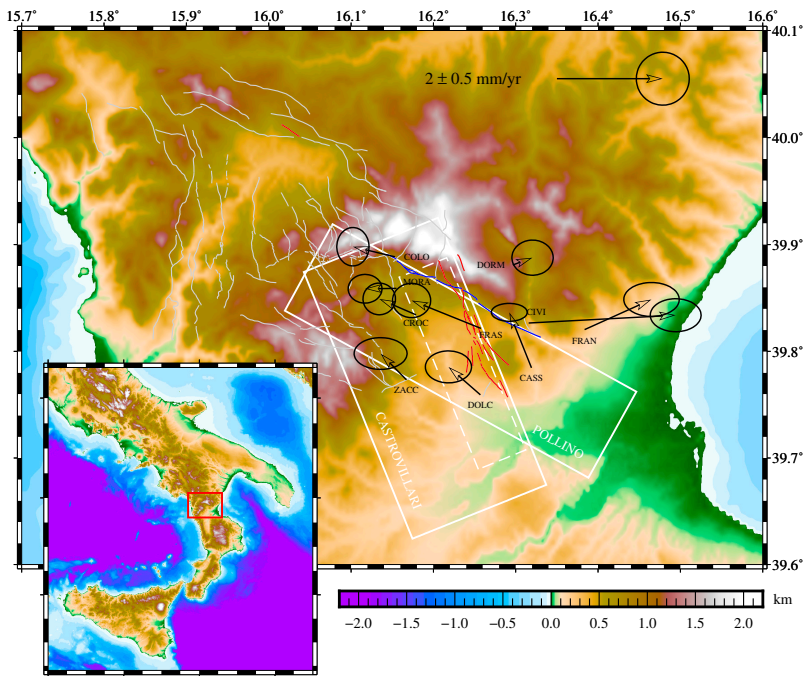 15.7° 15.8° 15.9° 16.0° 16.1° 16.2° 16.3° 16.4° 16.5° 16.6°
40.1°
2 ± 0.5 mm/yr
40.0°
39.9°
COLO
DORM
MORA
CROC
CIVI
FRAS
FRAN
39.8°
ZACC
CASS
DOLC
CASTROVILLARI
POLLINO
39.7°
39.6°
km
−2.0 −1.5 −1.0 −0.5 0.0 0.5 1.0 1.5 2.0